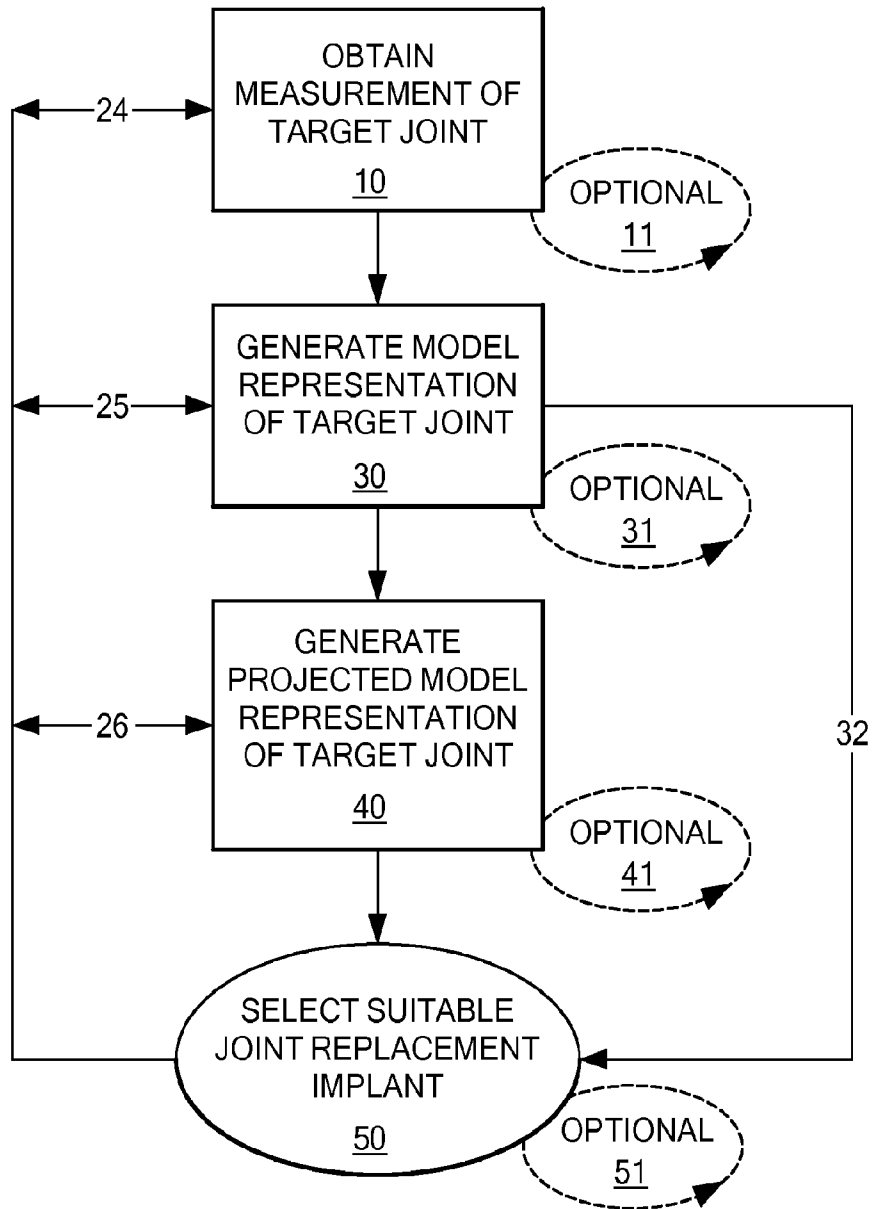 OBTAIN
MEASUREMENT OF
TARGET JOINT
10
24
OPTIONAL
11
GENERATE MODEL
REPRESENTATION
OF TARGET JOINT
30
25
OPTIONAL
31
GENERATE
PROJECTED MODEL
REPRESENTATION
OF TARGET JOINT
40
26
32
OPTIONAL
41
SELECT SUITABLE
JOINT REPLACEMENT
IMPLANT
50
OPTIONAL
51